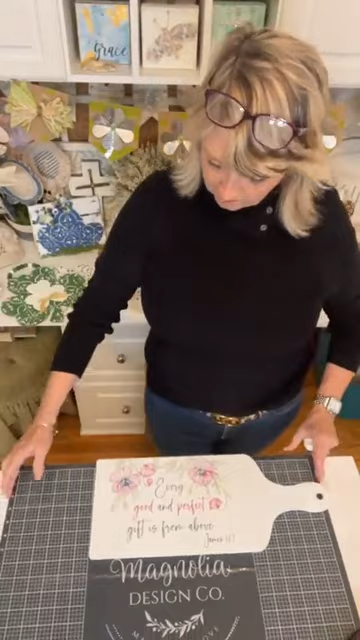 Grace
Every
good and perfect
gift is from above
James 1:17
Magnolia
DESIGN CO.